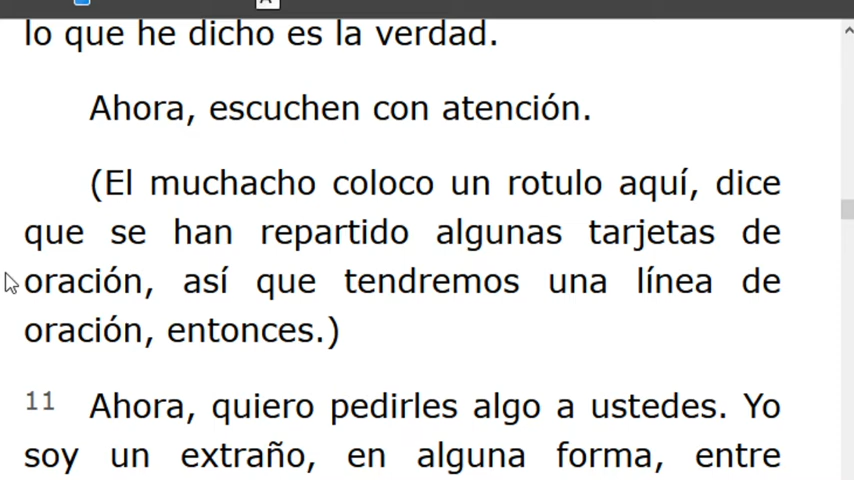 lo que he dicho es la verdad.
Ahora, escuchen con atención.
(El muchacho coloco un rotulo aquí, dice
que se han repartido algunas tarjetas de
oración, así que tendremos una línea de
oración, entonces.)
11 Ahora, quiero pedirles algo a ustedes. Yo
soy un extraño, en alguna forma, entre